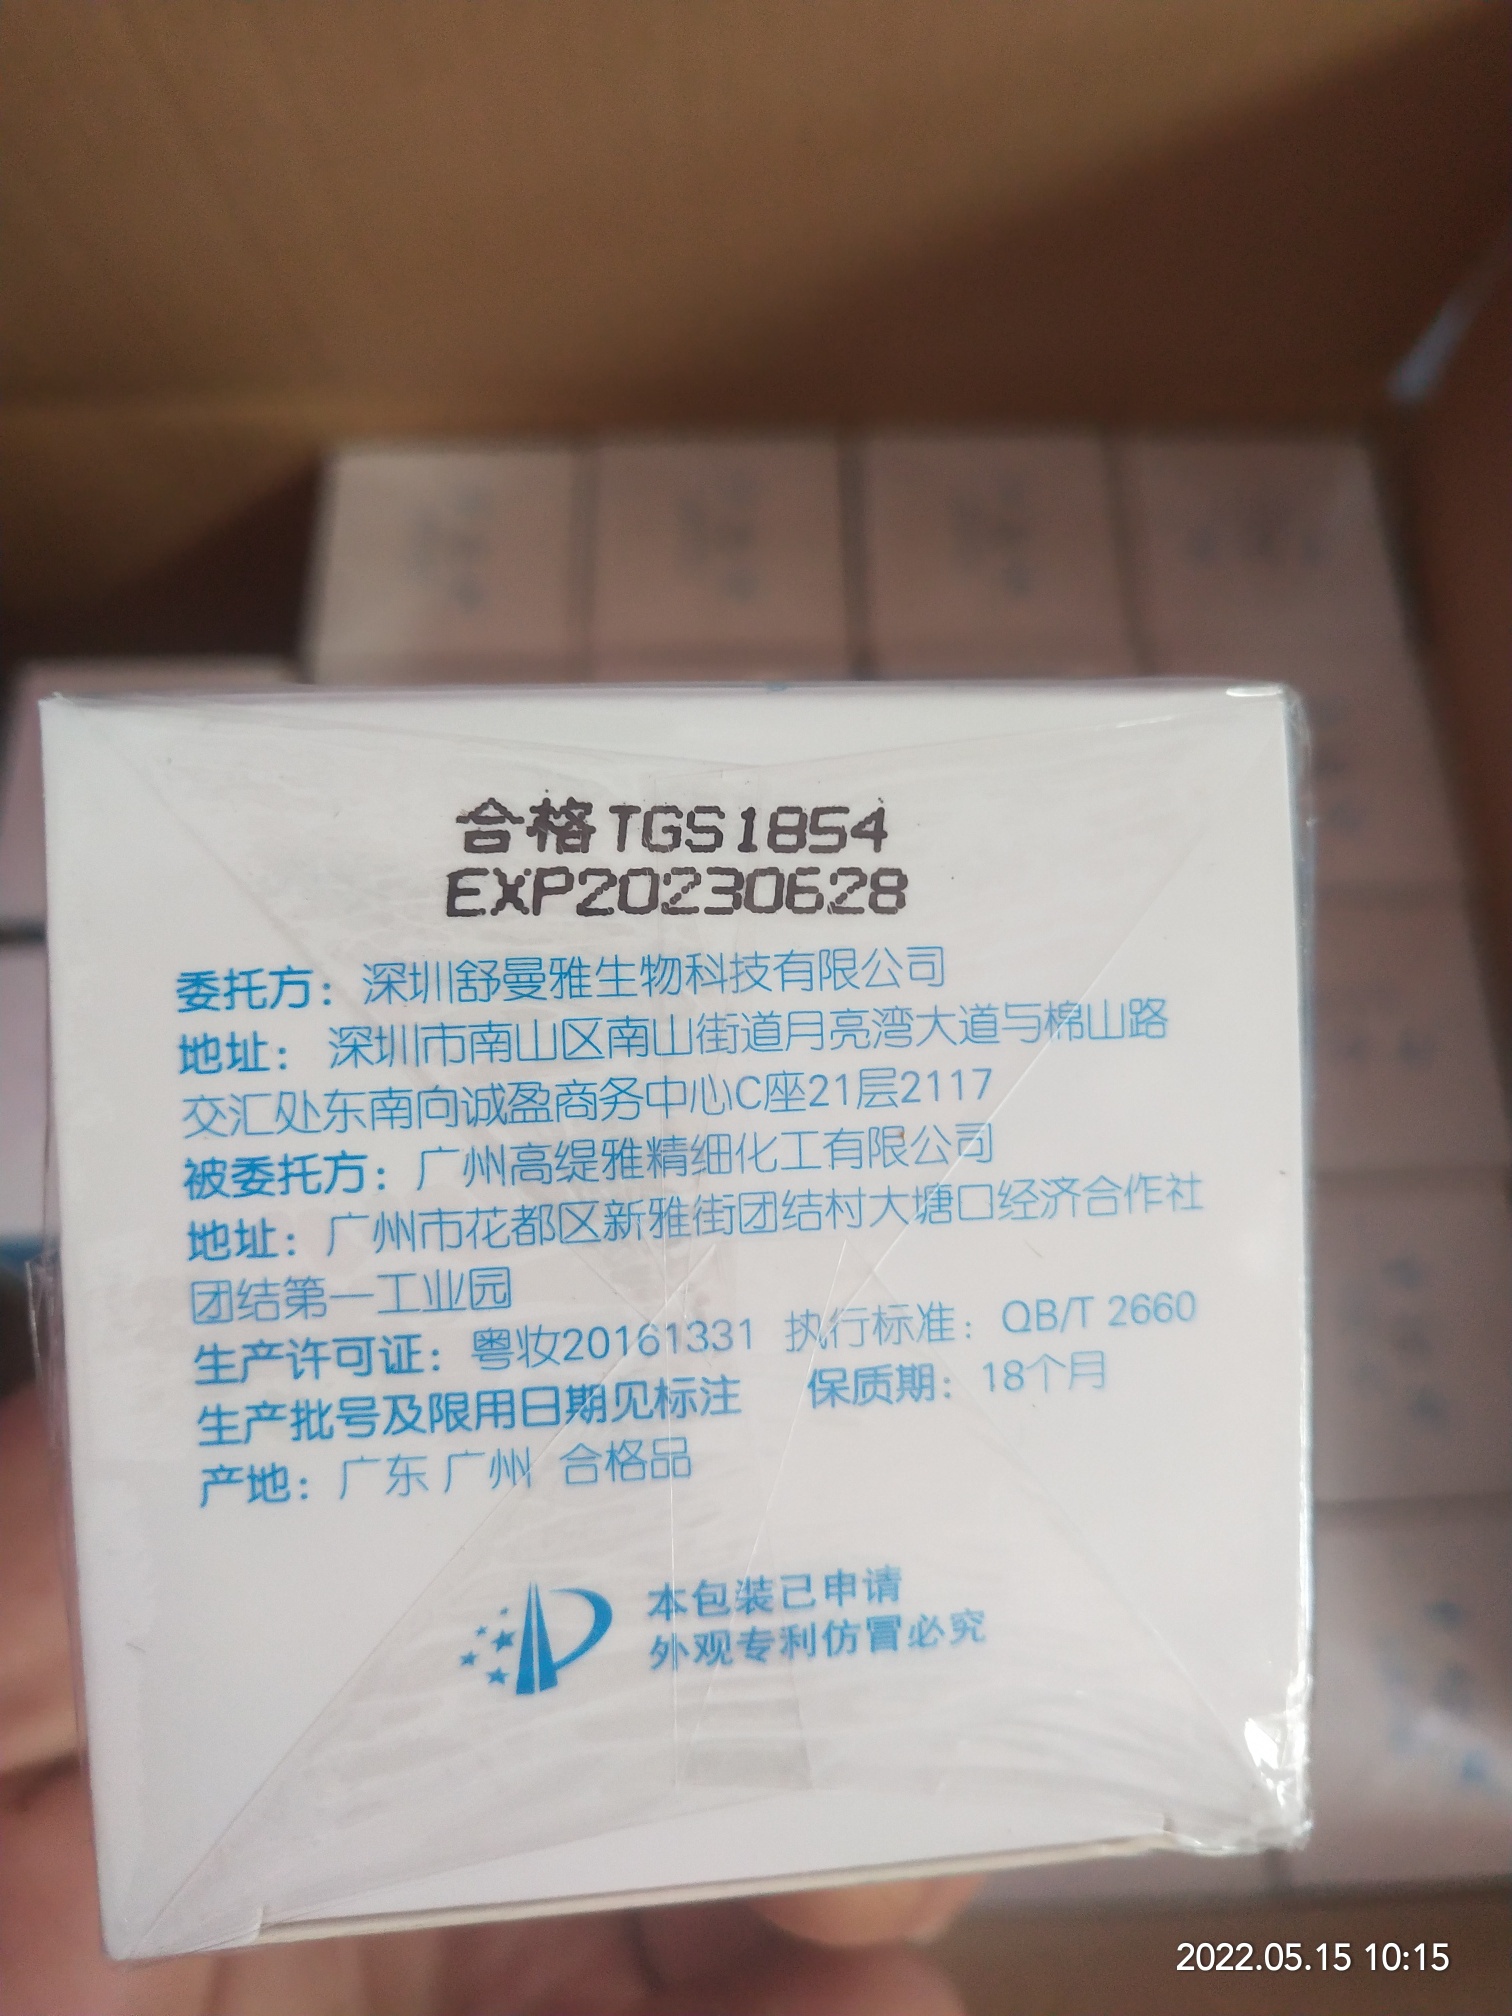 合格TGS1854
EXP20230628
委托方：深圳舒曼雅生物科技有限公司
地址：深圳市南山区南山街道月亮湾大道与棉山路
交汇处东南向诚盈商务中心C座21层2117
被委托方：广州高缇雅精细化工有限公司
地址：广州市花都区新雅街团结村大塘口经济合作社
团结第一工业园
生产许可证：粤妆20161331 执行标准：QB/T 2660
生产批号及限用日期见标注 保质期：18个月
产地：广东 广州 合格品
本包装已申请
外观专利仿冒必究
2022.05.15 10:15